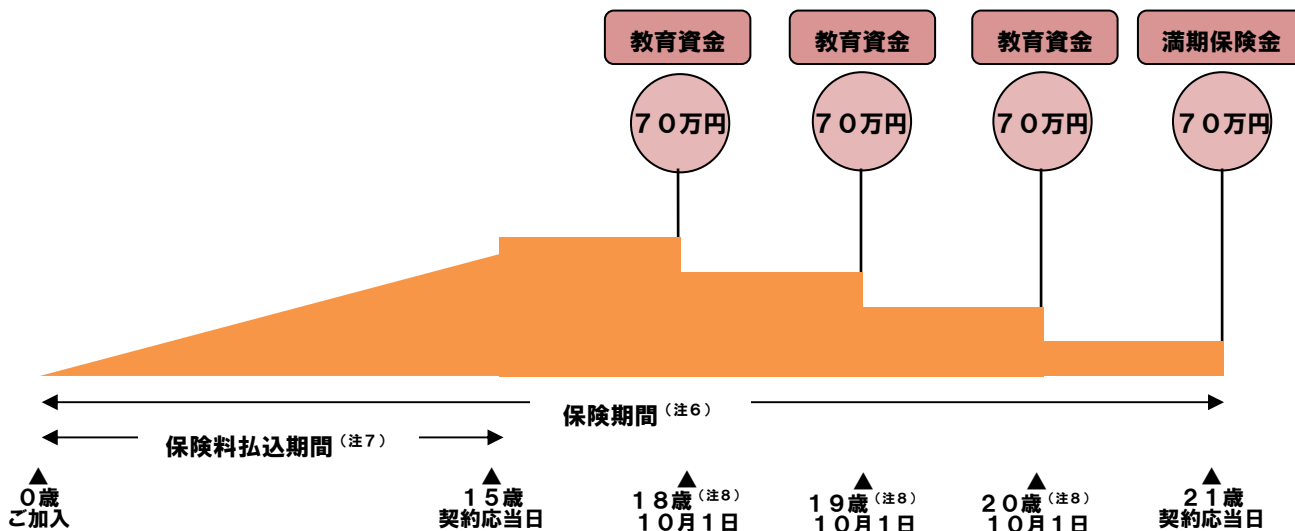 教育資金
教育資金
教育資金
満期保険金
７０万円
７０万円
７０万円
７０万円
保険期間（注６）
保険料払込期間（注７）
０歳
ご加入
１５歳
契約応当日
１８歳（注８）
１０月１日
１９歳（注８）
１０月１日
２０歳（注８）
１０月１日
２１歳
契約応当日